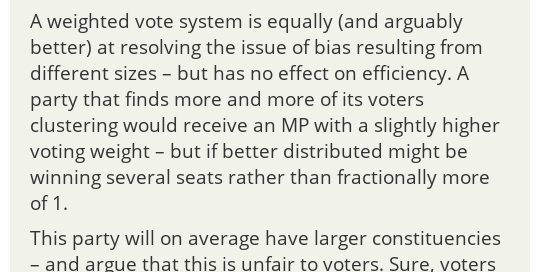 A weighted vote system is equally (and arguably
better) at resolving the issue of bias resulting from
different sizes – but has no effect on efficiency. A
party that finds more and more of its voters
clustering would receive an MP with a slightly higher
voting weight – but if better distributed might be
winning several seats rather than fractionally more
of 1.
This party will on average have larger constituencies
– and argue that this is unfair to voters. Sure, voters